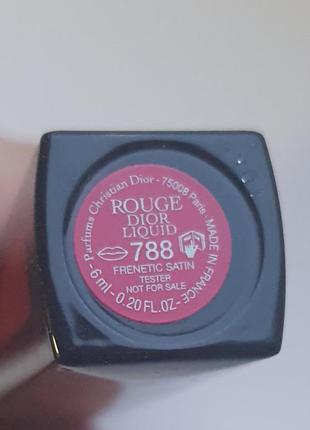 Parfums Christian Dior - 75008 Paris - MADE IN FRANCE
6 ml - 0.20 FL.OZ-
ROUGE
DIOR
LIQUID
788
FRENETIC SATIN
TESTER
NOT FOR SALE